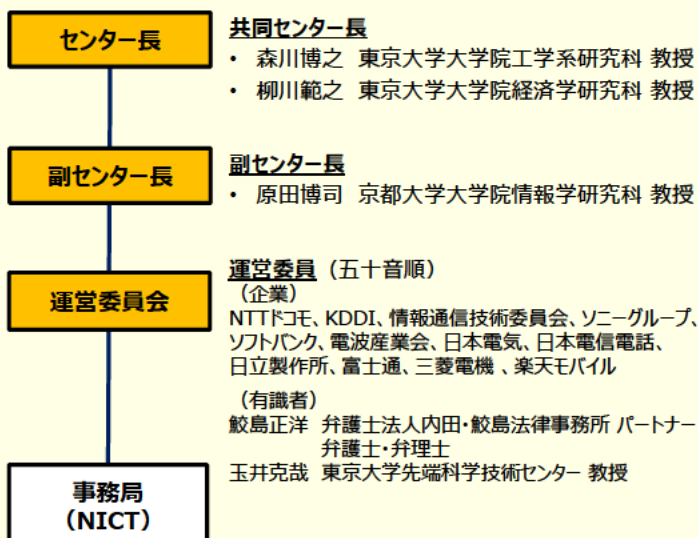 センター長
共同センター長
• 森川博之 東京大学大学院工学系研究科 教授
• 柳川範之 東京大学大学院経済学研究科 教授
副センター長
副センター長
• 原田博司 京都大学大学院情報学研究科 教授
運営委員会
運営委員（五十音順）
（企業）
NTTドコモ、KDDI、情報通信技術委員会、ソニーグループ、
ソフトバンク、電波産業会、日本電気、日本電信電話、
日立製作所、富士通、三菱電機 、楽天モバイル
（有識者）
鮫島正洋 弁護士法人内田・鮫島法律事務所 パートナー
弁護士・弁理士
玉井克哉 東京大学先端科学技術センター 教授
事務局
（NICT）